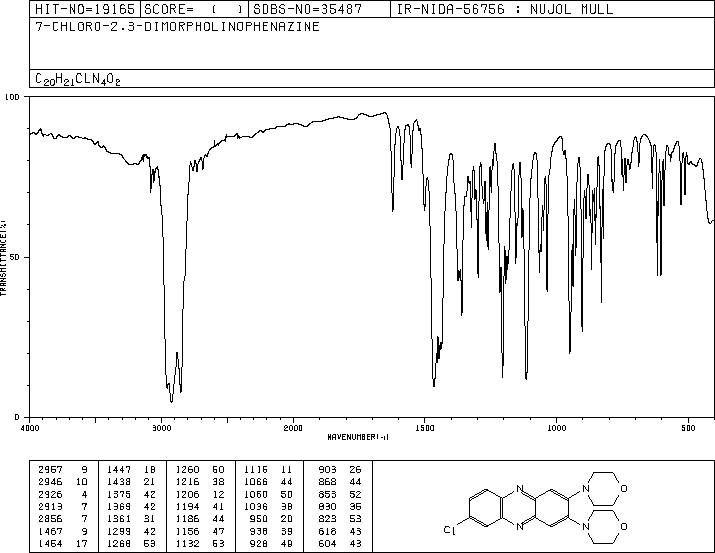 HIT-NO=19165 SCORE= ( ) SDBS-NO=35487 IR-NIDA-56756 : NUJOL MULL
7-CHLORO-2.3-DIMORPHOLINOPHENAZINE
C20H21CLN4O2
100
50
0
TRANSMITTANCE(%)
4000 3000 2000 1500 1000 500
WAVENUMBER(-1)
2957 9 1447 18 1260 60 1116 11 903 26
2946 10 1438 21 1216 38 1066 44 868 44
2926 4 1375 42 1206 12 1060 50 853 52
2913 7 1369 42 1194 41 1036 38 830 35
2856 7 1361 31 1186 44 950 20 823 53
1467 9 1299 42 1156 47 938 39 618 43
1454 17 1268 53 1132 53 928 49 604 43
N O
N
N N O
Cl